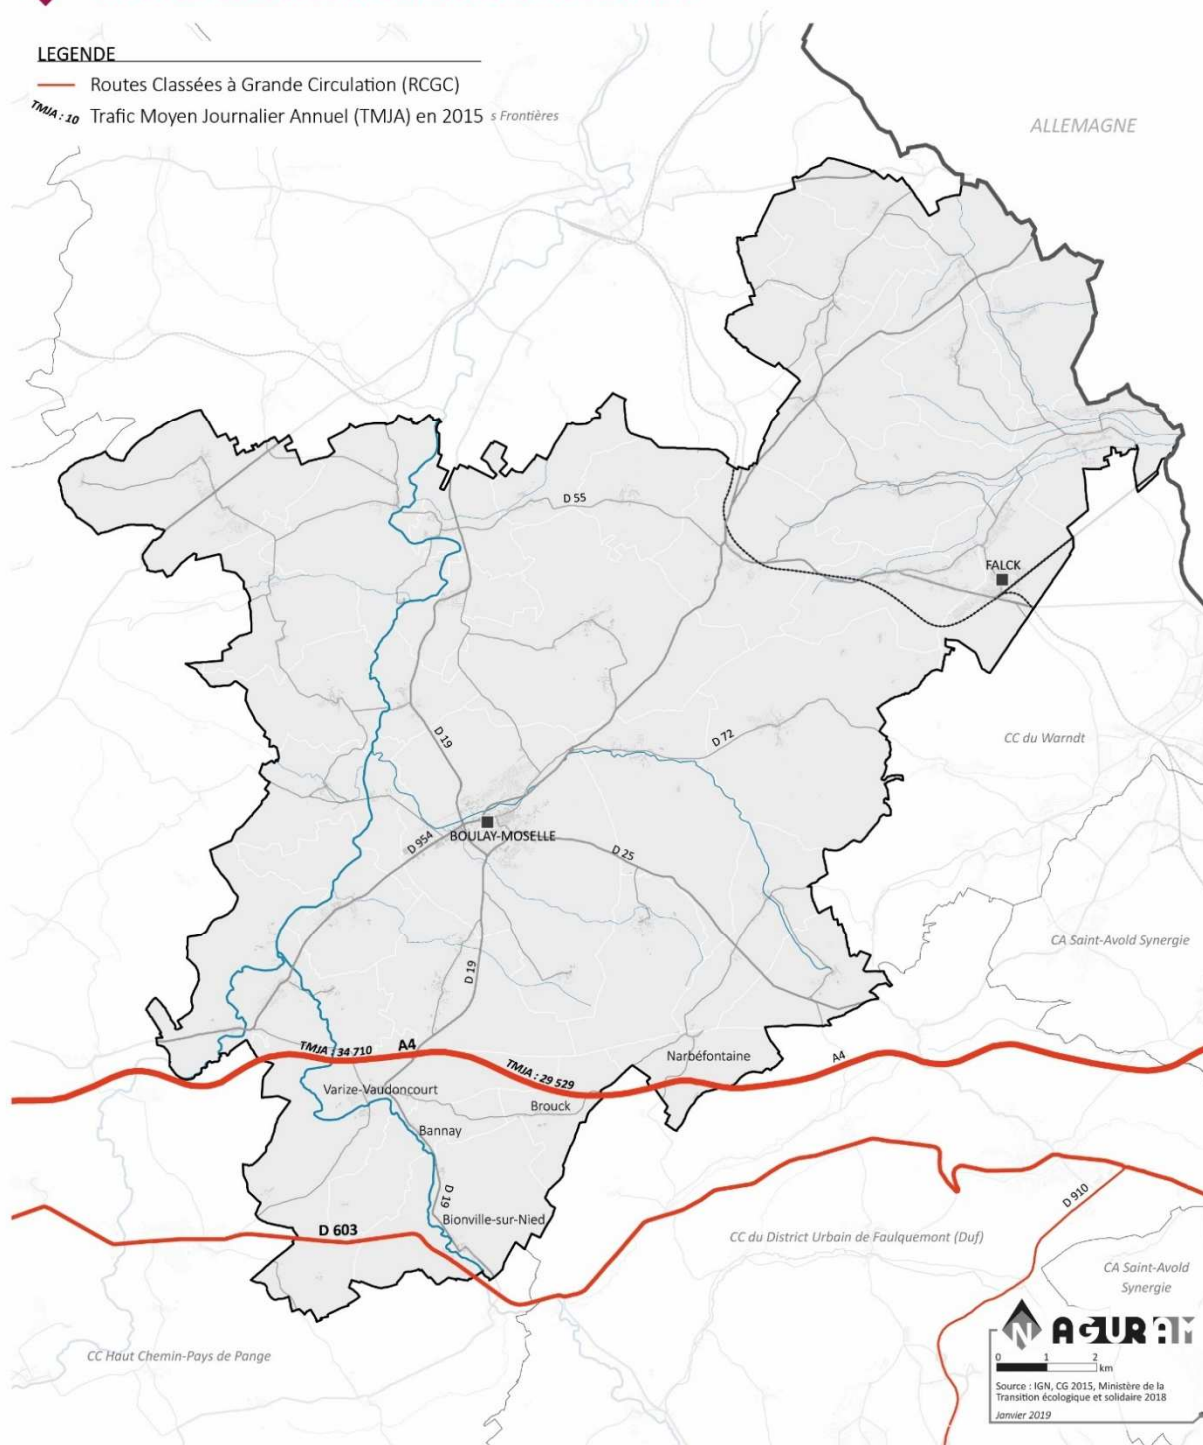 LEGENDE
Routes Classées à Grande Circulation (RCGC)
TMJA : 10 Trafic Moyen Journalier Annuel (TMJA) en 2015
s Frontières
ALLEMAGNE
D 55
FALCK
D 19
D 72
CC du Warndt
D 954
BOULAY-MOSELLE
D 25
CA Saint-Avold Synergie
D 19
TMJA : 34 710
A4
TMJA : 29 529
Narbéfontaine
A4
Varize-Vaudoncourt
Brouck
Bannay
D 19
D 910
Bionville-sur-Nied
D 603
CC du District Urbain de Faulquemont (Duf)
CA Saint-Avold
Synergie
CC Haut Chemin-Pays de Pange
N AGURAM
0 1 2
km
Source : IGN, CG 2015, Ministère de la
Transition écologique et solidaire 2018
Janvier 2019